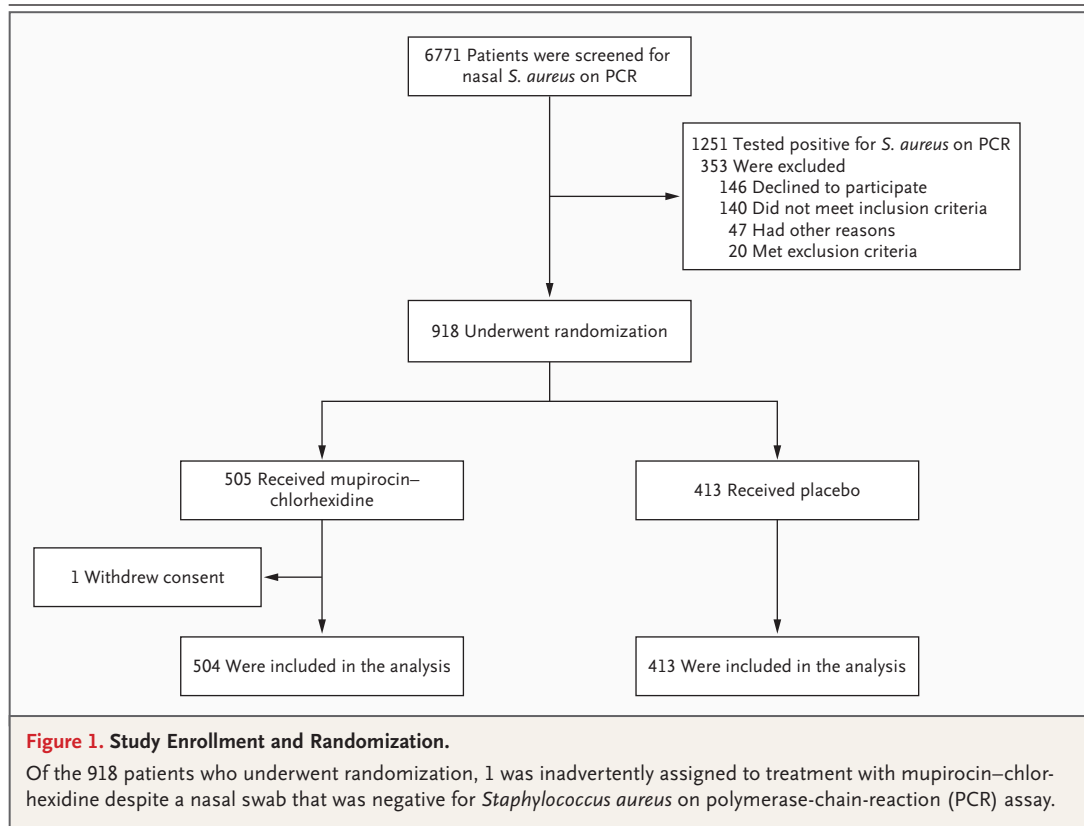 6771 Patients were screened for
nasal S. aureus on PCR
1251 Tested positive for S. aureus on PCR
353 Were excluded
146 Declined to participate
140 Did not meet inclusion criteria
47 Had other reasons
20 Met exclusion criteria
918 Underwent randomization
505 Received mupirocin–
chlorhexidine
413 Received placebo
1 Withdrew consent
504 Were included in the analysis
413 Were included in the analysis
Figure 1. Study Enrollment and Randomization.
Of the 918 patients who underwent randomization, 1 was inadvertently assigned to treatment with mupirocin–chlor-
hexidine despite a nasal swab that was negative for Staphylococcus aureus on polymerase-chain-reaction (PCR) assay.